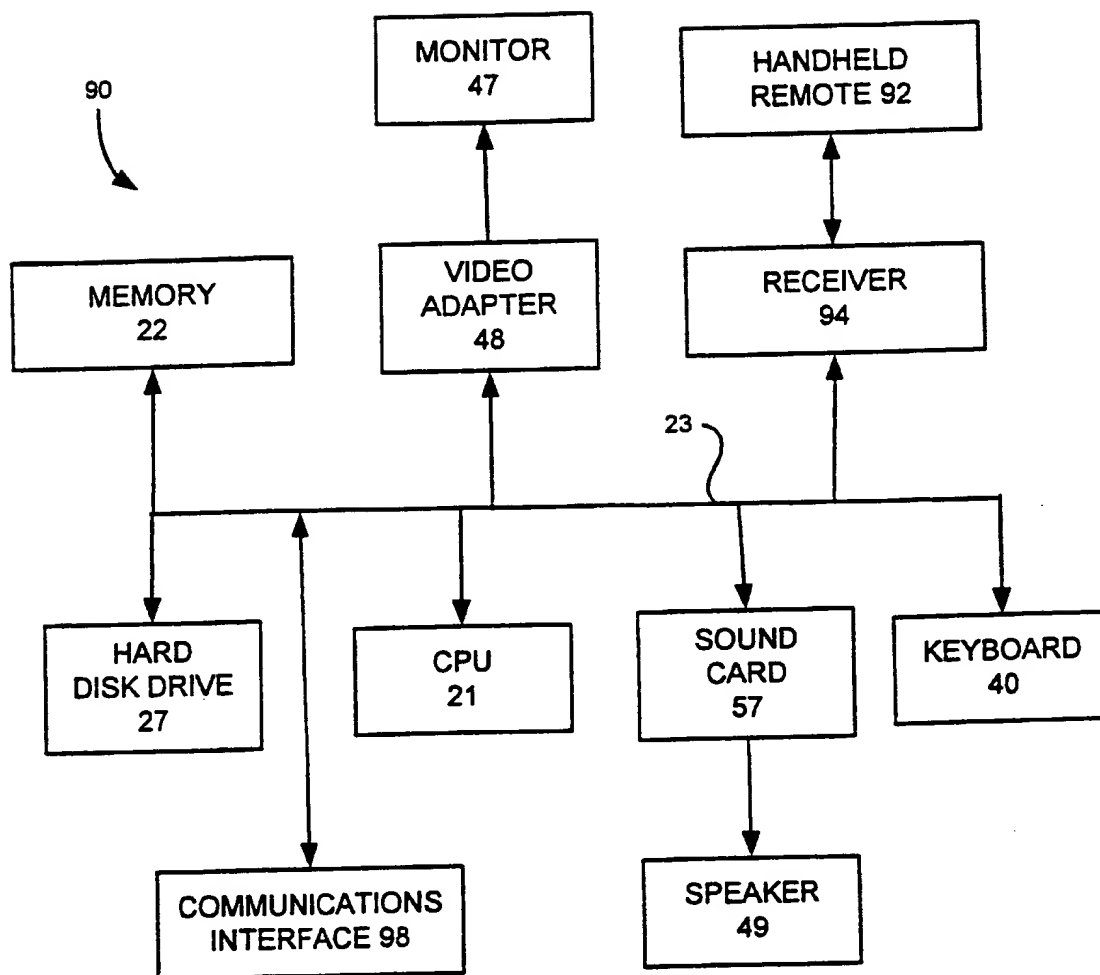 MONITOR
47
HANDHELD
REMOTE 92
90
MEMORY
22
VIDEO
ADAPTER
48
RECEIVER
94
23
HARD
DISK DRIVE
27
CPU
21
SOUND
CARD
57
KEYBOARD
40
COMMUNICATIONS
INTERFACE 98
SPEAKER
49